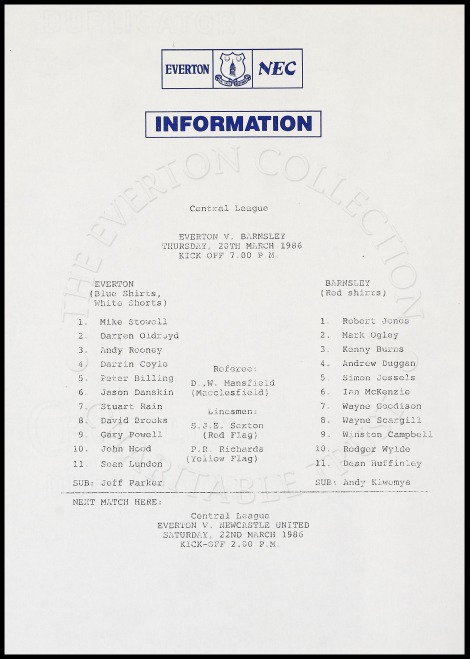 EVERTON NEC
INFORMATION
THE EVERTON COLLECTION
CHARITABLE
Central League
EVERTON V. BARNSLEY
THURSDAY, 20TH MARCH 1986
KICK OFF 7.00 P.M.
EVERTON
(Blue Shirts,
White Shorts)
1. Mike Stowell
2. Darren Oldroyd
3. Andy Rooney
4. Darrin Coyle
5. Peter Billing
6. Jason Danskin
7. Stuart Rain
8. David Brooks
9. Gary Powell
10. John Hood
11. Sean Lundon
SUB: Jeff Parker
Referee:
D.W. Mansfield
(Macclesfield)
Linesmen:
S.J.E. Sexton
(Red Flag)
P.R. Richards
(Yellow Flag)
BARNSLEY
(Red shirts)
1. Robert Jones
2. Mark Ogley
3. Kenny Burns
4. Andrew Duggan
5. Simon Jessels
6. Ian McKenzie
7. Wayne Goodison
8. Wayne Scargill
9. Winston Campbell
10. Rodger Wylde
11. Dean Huffinley
SUB: Andy Kiwomya
NEXT MATCH HERE:
Central League
EVERTON V. NEWCASTLE UNITED
SATURDAY, 22ND MARCH 1986
KICK-OFF 2.00 P.M.